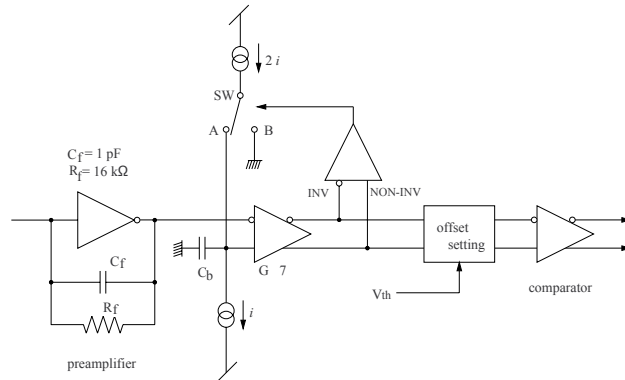 2 i
SW
A
B
Cf = 1 pF
Rf = 16 kΩ
INV
NON-INV
offset
setting
Cf
Cb
G 7
Rf
i
Vth
comparator
preamplifier